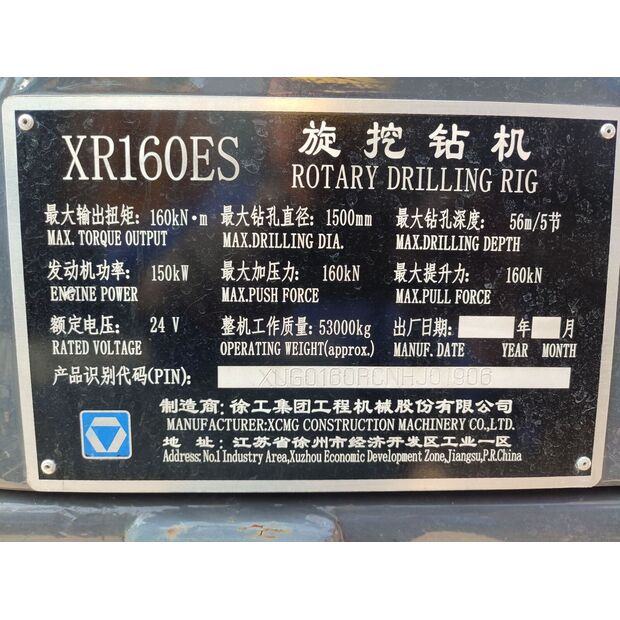 XR160ES 旋挖钻机
ROTARY DRILLING RIG
最大输出扭矩: 160kN·m 最大钻孔直径: 1500mm 最大钻孔深度: 56m/5节
MAX. TORQUE OUTPUT MAX.DRILLING DIA. MAX.DRILLING DEPTH
发动机功率: 150kW 最大加压力: 160kN 最大提升力: 160kN
ENGINE POWER MAX.PUSH FORCE MAX.PULL FORCE
额定电压: 24 V 整机工作质量: 53000kg 出厂日期: 年 月
RATED VOLTAGE OPERATING WEIGHT(approx.) MANUF. DATE YEAR MONTH
产品识别代码(PIN): XUG0160RCNHJ01906
制造商: 徐工集团工程机械股份有限公司
MANUFACTURER:XCMG CONSTRUCTION MACHINERY CO.,LTD.
地 址: 江苏省徐州市经济开发区工业一区
Address: No.1 Industry Area,Xuzhou Economic Development Zone,Jiangsu,P.R.China